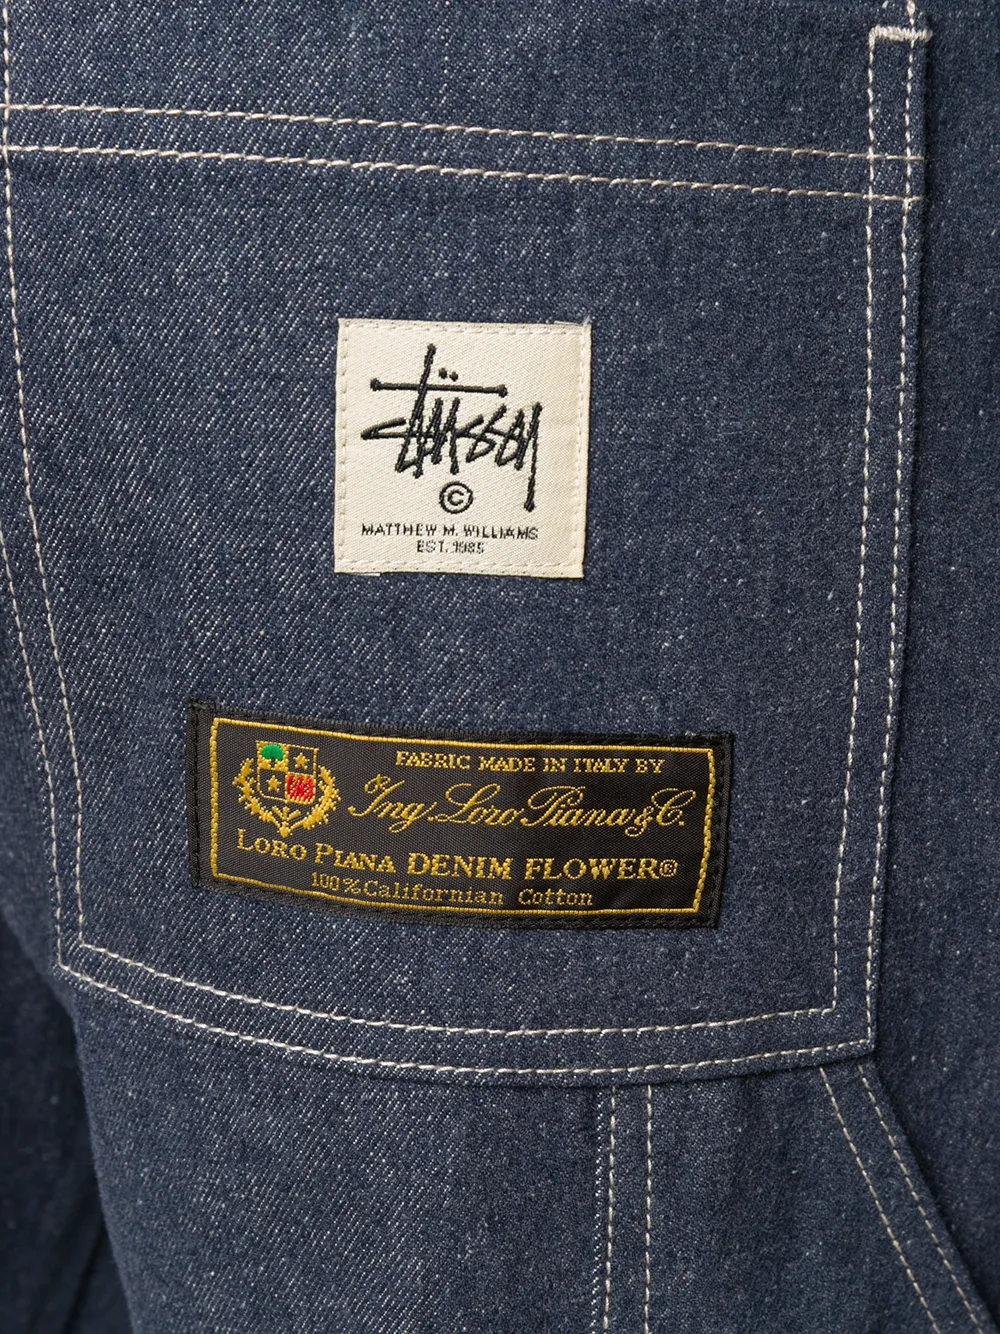 Stüssy
©
MATTHEW M. WILLIAMS
EST. 1985
FABRIC MADE IN ITALY BY
Ing. Loro Piana & C.
LORO PIANA DENIM FLOWER®
100% Californian Cotton